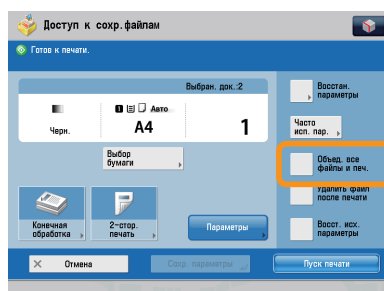 Доступ к сохр.файлам
Готов к печати.
Выбран. док.:2
Авто
Черн.
A4
1
Выбор
бумаги
Конечная
обработка
2-стор.
печать
Параметры
Восстан.
параметры
Часто
исп. пар.
Объед. все
файлы и печ.
Удалить файл
после печати
Восст. исх.
параметры
Отмена
Сохр. параметры
Пуск печати